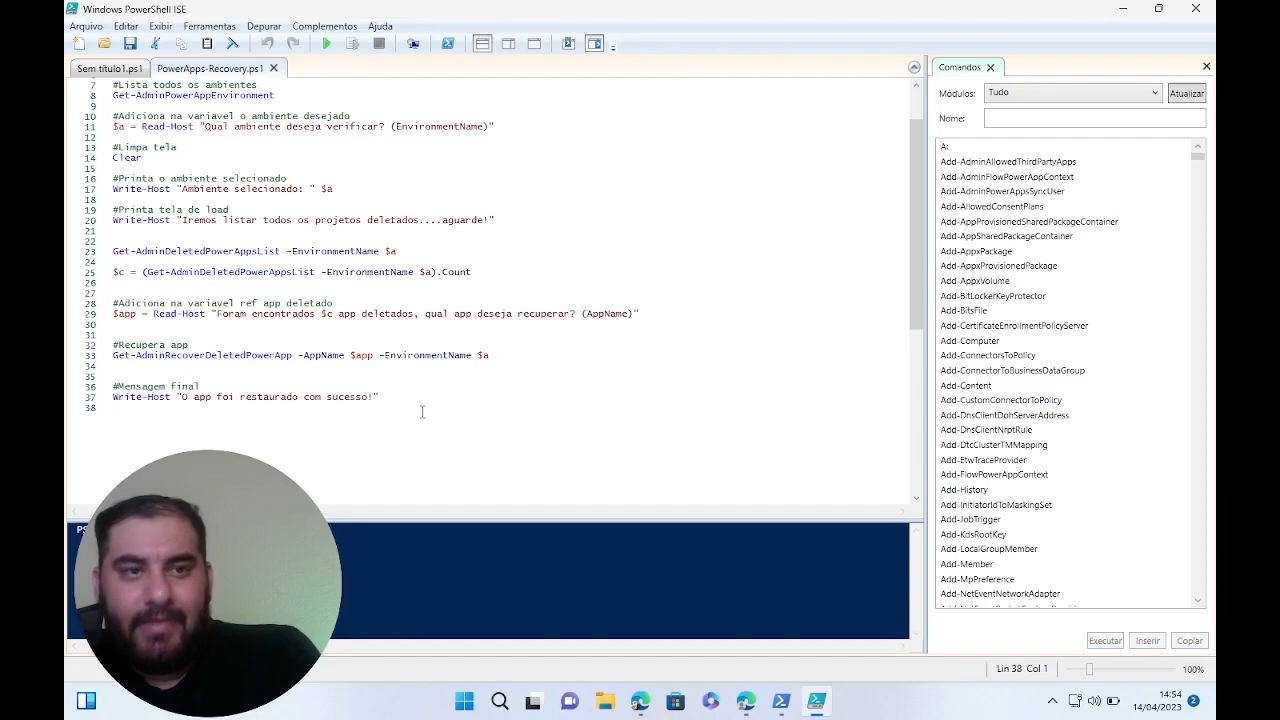 Windows PowerShell ISE
Arquivo Editar Exibir Ferramentas Depurar Complementos Ajuda
Sem título1.ps1 PowerApps-Recovery.ps1
7 #Lista todos os ambientes
8 Get-AdminPowerAppEnvironment
9
10 #Adiciona na variavel o ambiente desejado
11 $a = Read-Host "Qual ambiente deseja verificar? (EnvironmentName)"
12
13 #Limpa tela
14 Clear
15
16 #Printa o ambiente selecionado
17 Write-Host "Ambiente selecionado: " $a
18
19 #Printa tela de load
20 Write-Host "Iremos listar todos os projetos deletados....aguarde!"
21
22
23 Get-AdminDeletedPowerAppsList -EnvironmentName $a
24
25 $c = (Get-AdminDeletedPowerAppsList -EnvironmentName $a).Count
26
27
28 #Adiciona na variavel ref app deletado
29 $app = Read-Host "Foram encontrados $c app deletados, qual app deseja recuperar? (AppName)"
30
31
32 #Recupera app
33 Get-AdminRecoverDeletedPowerApp -AppName $app -EnvironmentName $a
34
35
36 #Mensagem final
37 Write-Host "O app foi restaurado com sucesso!"
38
PS
Comandos
Módulos: Tudo Atualizar
Nome:
A:
Add-AdminAllowedThirdPartyApps
Add-AdminFlowPowerAppContext
Add-AdminPowerAppsSyncUser
Add-AllowedConsentPlans
Add-AppProvisionedSharedPackageContainer
Add-AppSharedPackageContainer
Add-AppxPackage
Add-AppxProvisionedPackage
Add-AppxVolume
Add-BitLockerKeyProtector
Add-BitsFile
Add-CertificateEnrollmentPolicyServer
Add-Computer
Add-ConnectorsToPolicy
Add-ConnectorToBusinessDataGroup
Add-Content
Add-CustomConnectorToPolicy
Add-DnsClientDohServerAddress
Add-DnsClientNrptRule
Add-DtcClusterTMMapping
Add-EtwTraceProvider
Add-FlowPowerAppContext
Add-History
Add-InitiatorIdToMaskingSet
Add-JobTrigger
Add-KdsRootKey
Add-LocalGroupMember
Add-Member
Add-MpPreference
Add-NetEventNetworkAdapter
Executar Inserir Copiar
Lin 38 Col 1 100%
14:54
14/04/2023 2